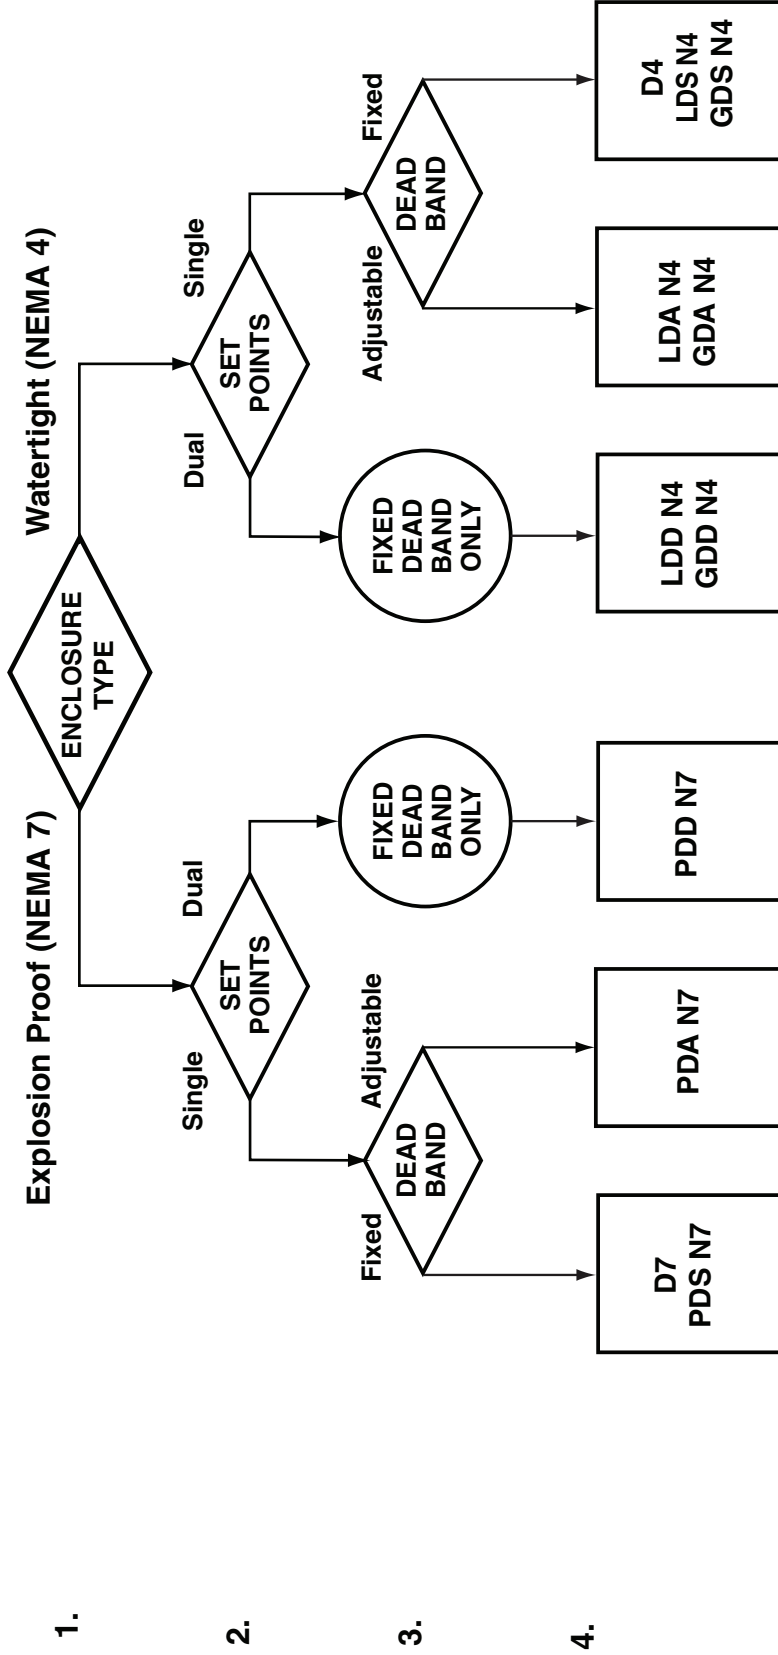 1.
Explosion Proof (NEMA 7)
Watertight (NEMA 4)
ENCLOSURE
TYPE
2.
Single
SET
POINTS
Dual
Dual
SET
POINTS
Single
3.
Fixed
DEAD
BAND
Adjustable
FIXED
DEAD
BAND
ONLY
FIXED
DEAD
BAND
ONLY
Adjustable
DEAD
BAND
Fixed
4.
D7
PDS N7
PDA N7
PDD N7
LDD N4
GDD N4
LDA N4
GDA N4
D4
LDS N4
GDS N4